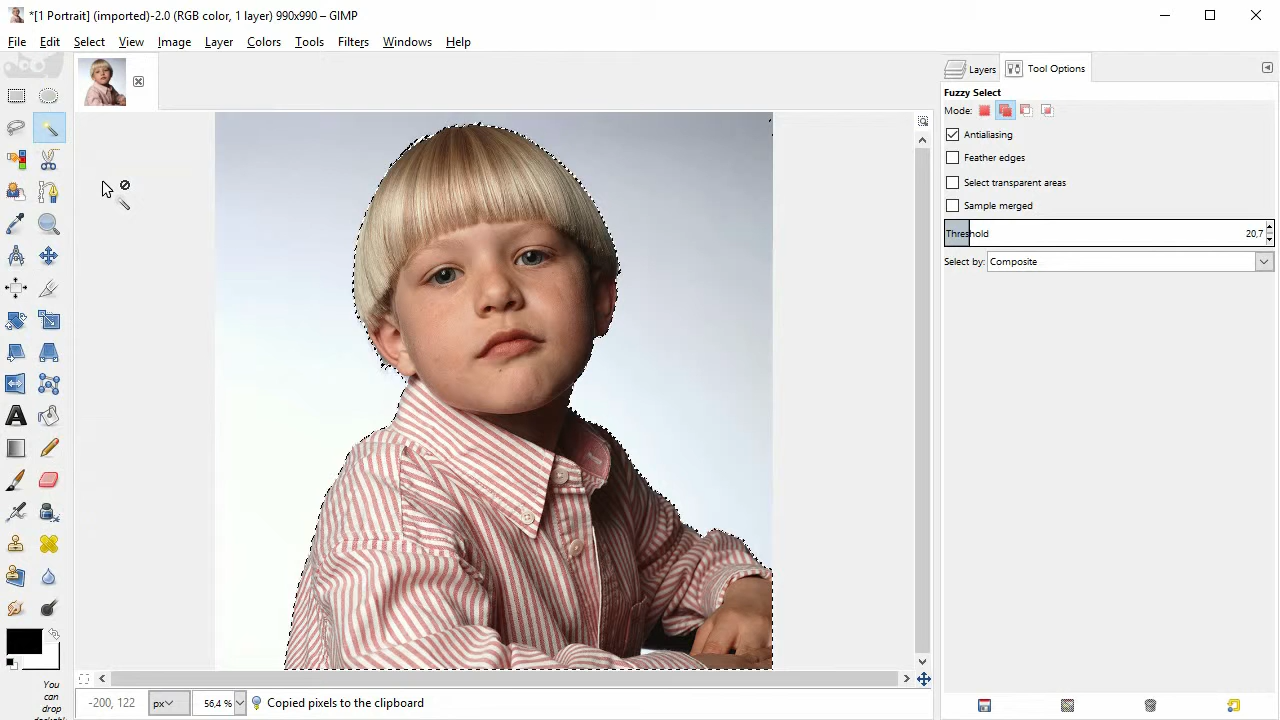 *[1 Portrait] (imported)-2.0 (RGB color, 1 layer) 990x990 – GIMP
File Edit Select View Image Layer Colors Tools Filters Windows Help
Layers Tool Options
Fuzzy Select
Mode:
Antialiasing
Feather edges
Select transparent areas
Sample merged
Threshold 20,7
Select by: Composite
You
can
drop
-200, 122 px 56,4 % Copied pixels to the clipboard